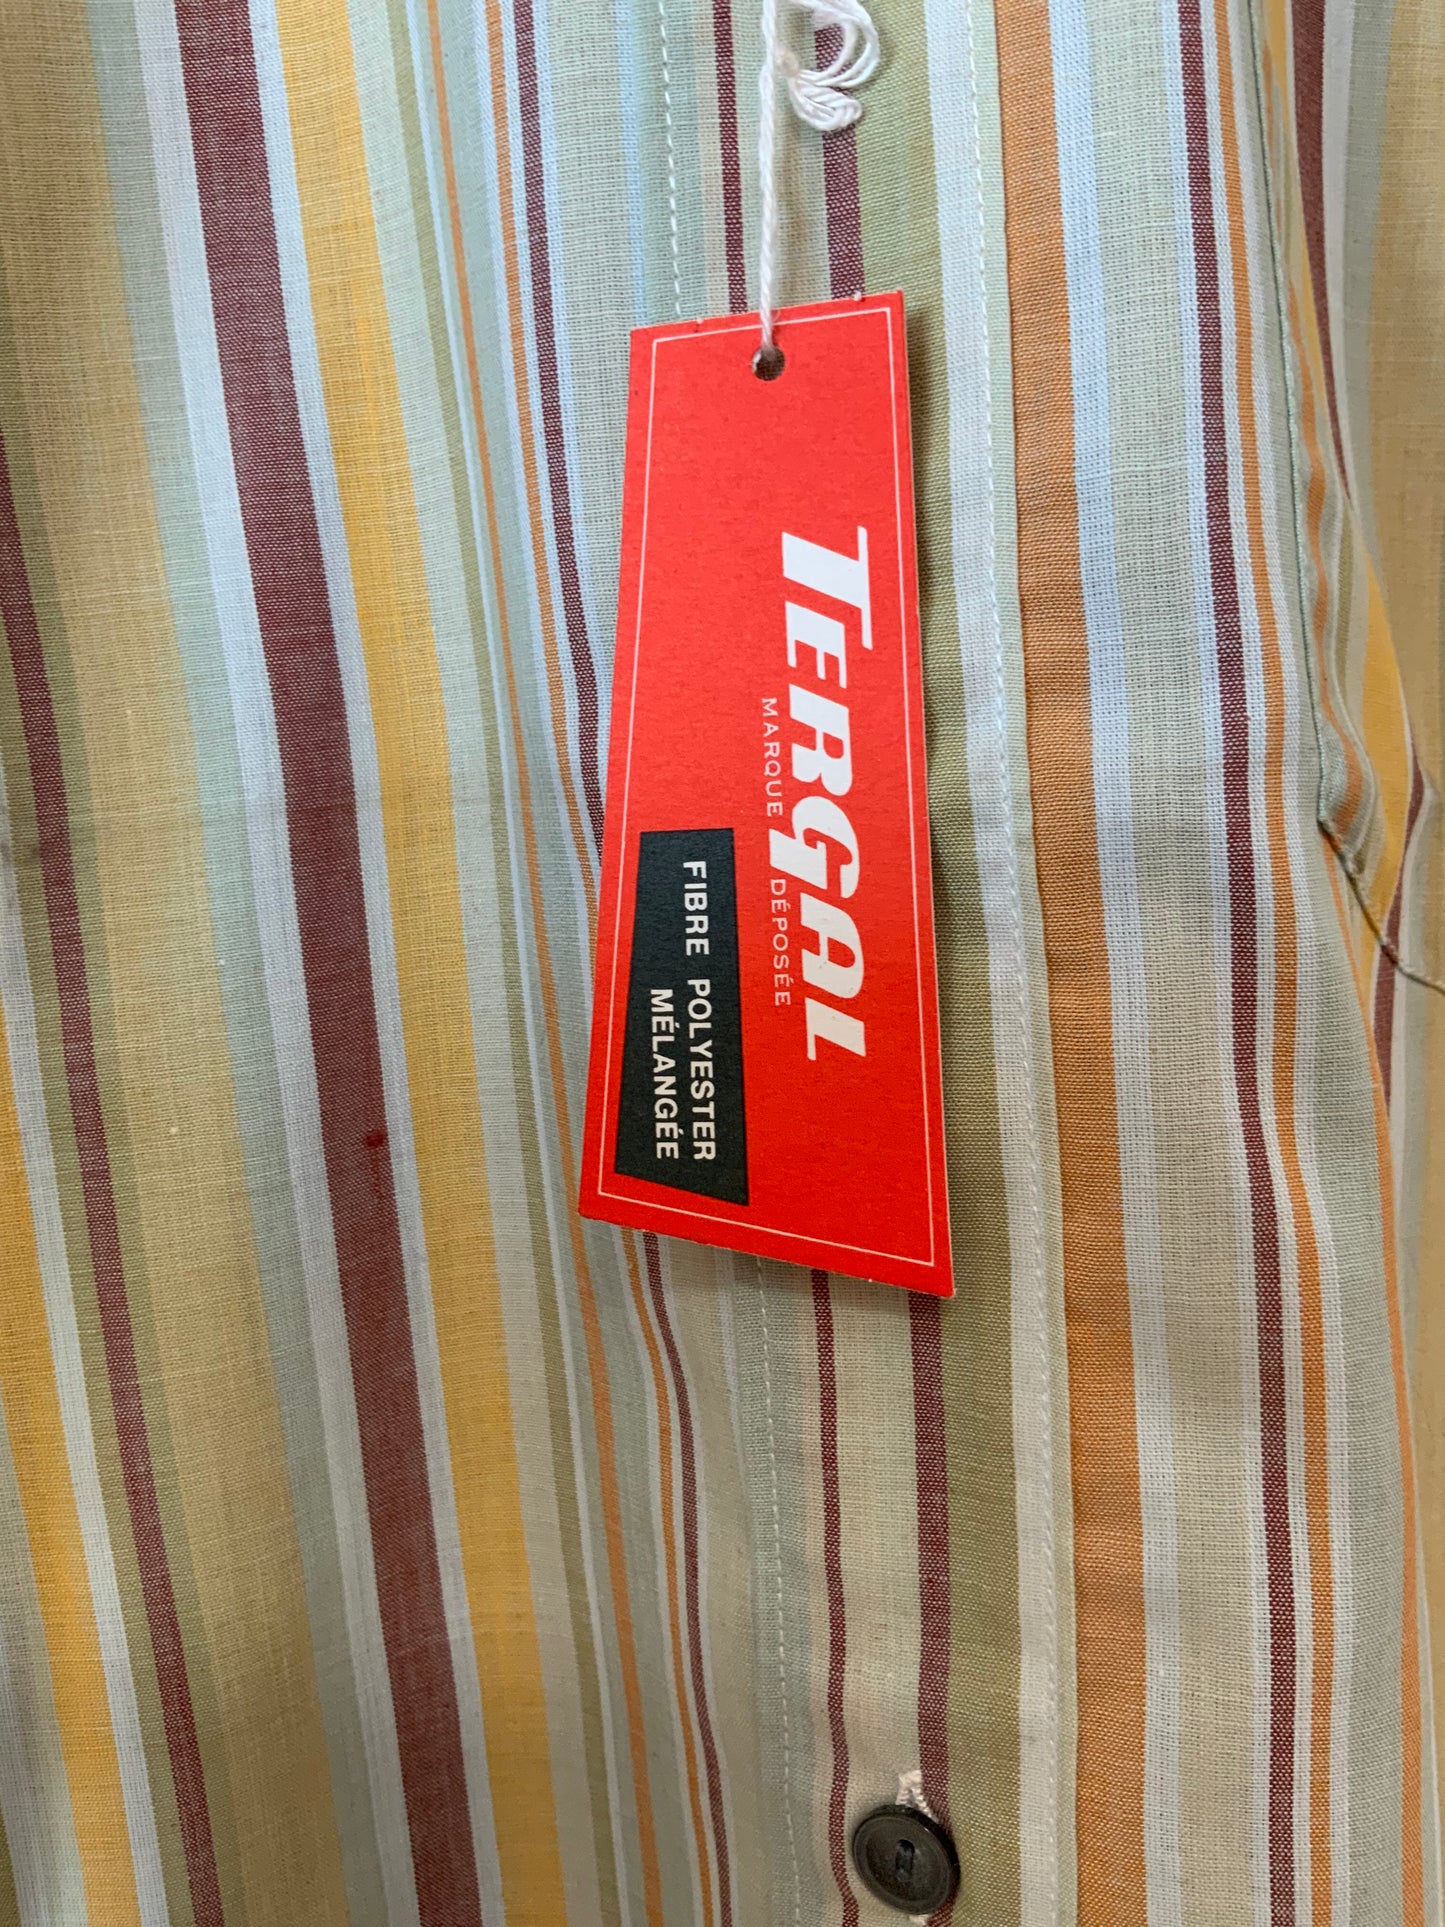 TERGAL
MARQUE DÉPOSÉE
FIBRE POLYESTER
MÉLANGÉE